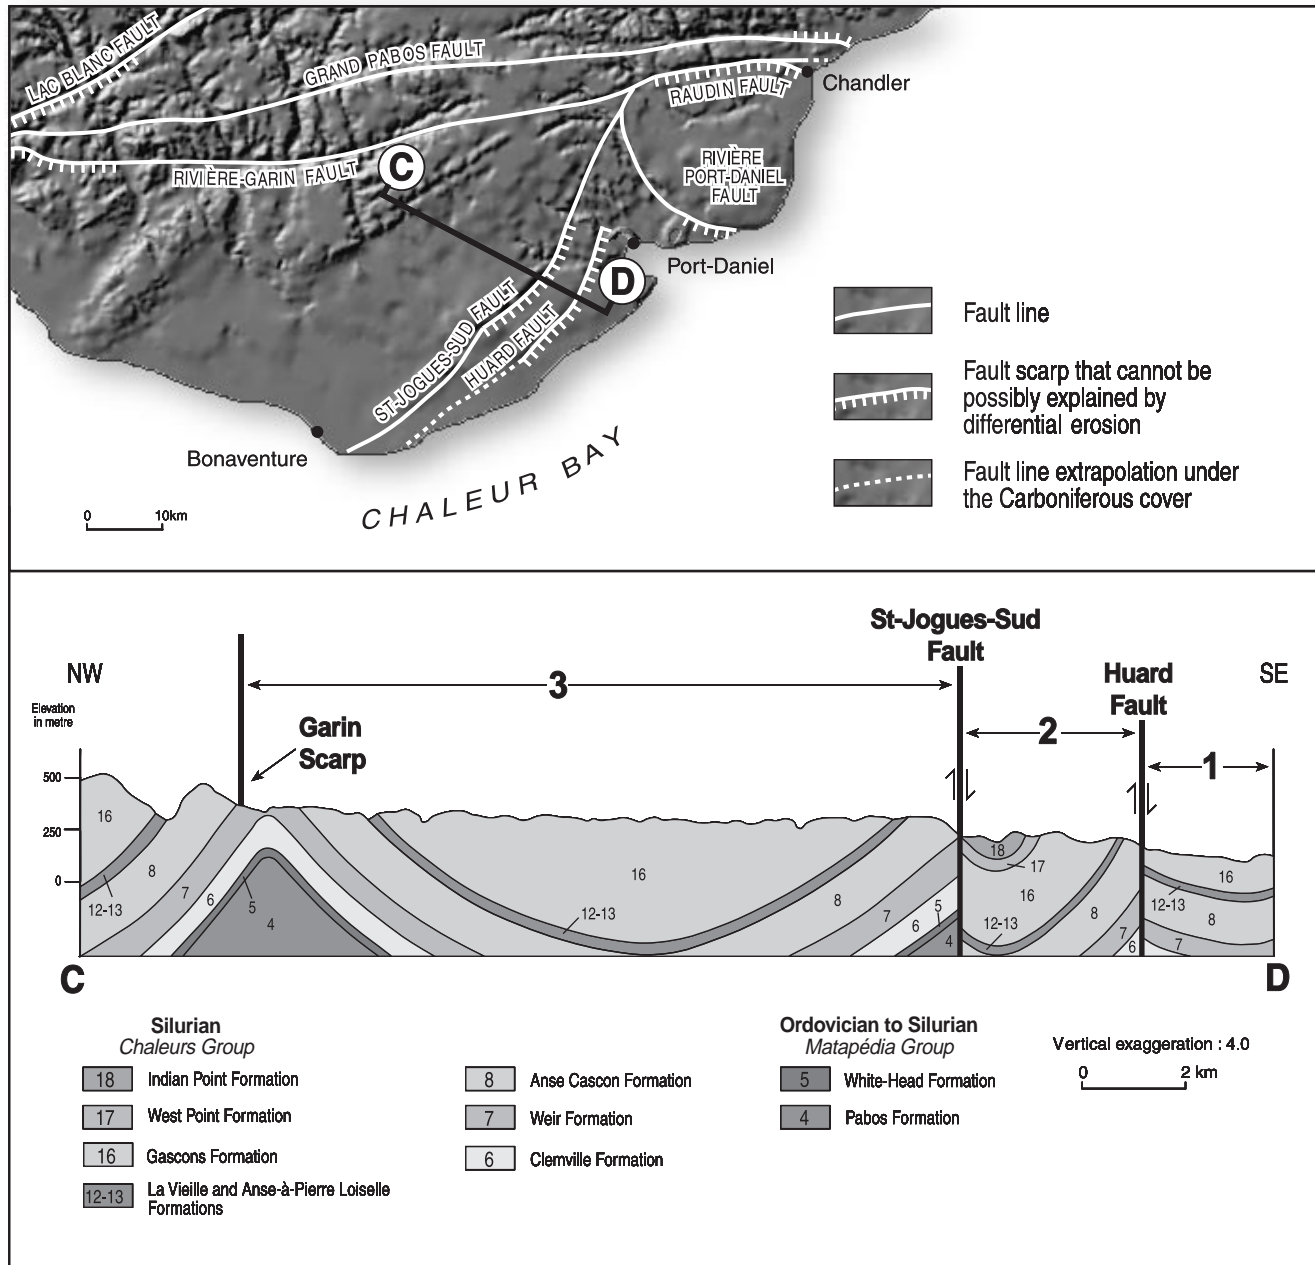 LAC BLANC FAULT
GRAND PABOS FAULT
RAUDIN FAULT
Chandler
RIVIÈRE-GARIN FAULT
C
RIVIÈRE
PORT-DANIEL
FAULT
Port-Daniel
D
ST-JOGUES-SUD FAULT
HUARD FAULT
Bonaventure
CHALEUR BAY
0 10km
Fault line
Fault scarp that cannot be
possibly explained by
differential erosion
Fault line extrapolation under
the Carboniferous cover
St-Jogues-Sud
Fault
Huard
Fault
NW
SE
3
2
1
Elevation
in metre
Garin
Scarp
500
250
0
16
8
7
6
5
4
12-13
16
12-13
8
7
6
5
4
18
17
16
12-13
8
7
6
16
12-13
8
7
C
D
Silurian
Chaleurs Group
18 Indian Point Formation
17 West Point Formation
16 Gascons Formation
12-13 La Vieille and Anse-à-Pierre Loiselle
Formations
8 Anse Cascon Formation
7 Weir Formation
6 Clemville Formation
Ordovician to Silurian
Matapédia Group
5 White-Head Formation
4 Pabos Formation
Vertical exaggeration : 4.0
0 2 km